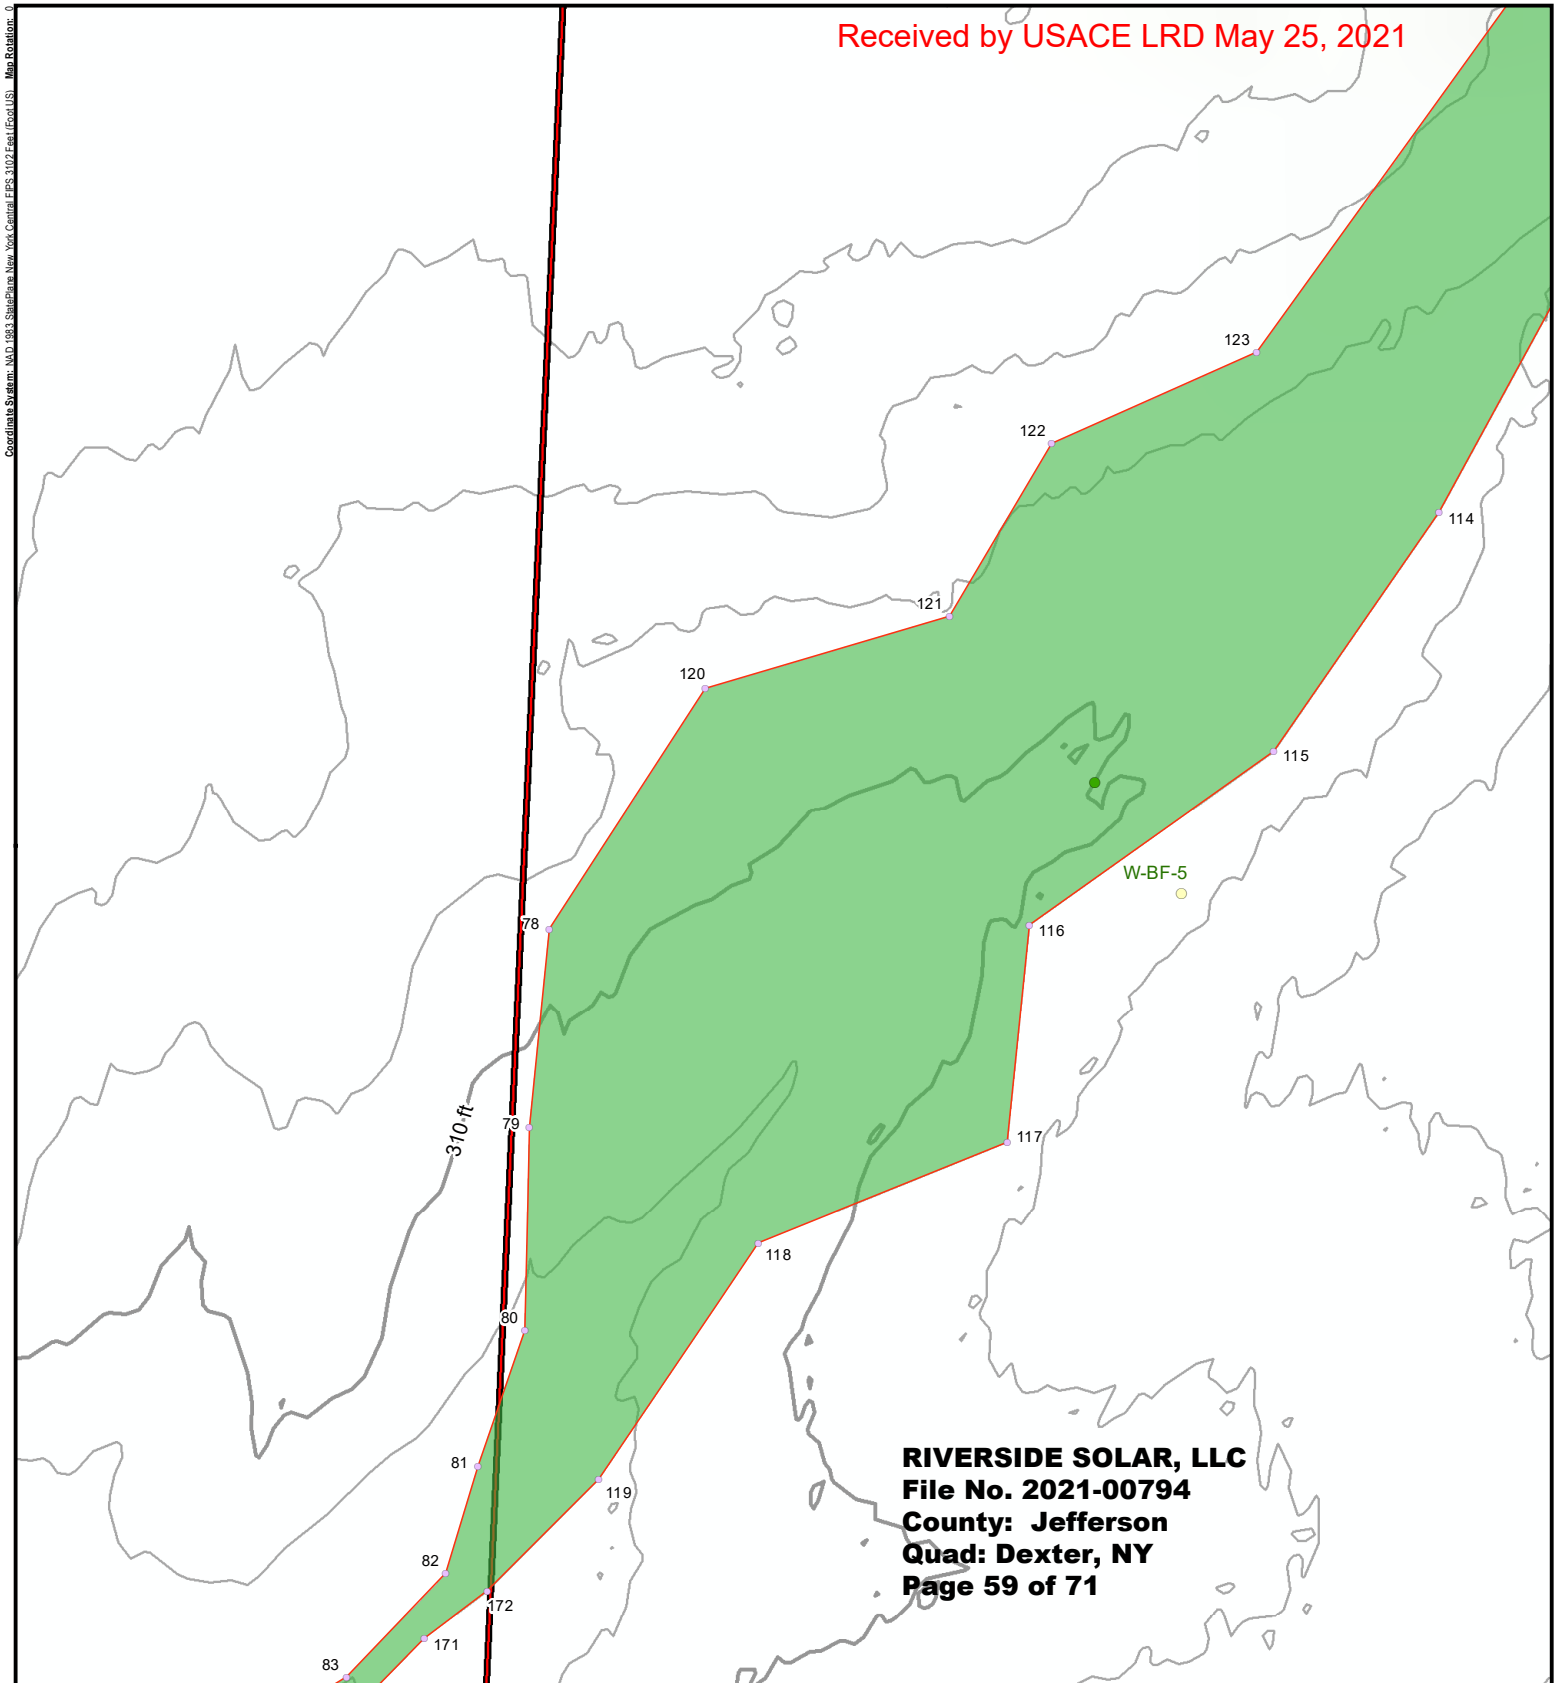 Received by USACE LRD May 25, 2021
Coordinate System: NAD 1983 StatePlane New York Central FIPS 3102 Feet (Foot US) Map Rotation: 0
123
122
114
121
120
115
W-BF-5
78
116
79
310 ft
117
118
80
81
119
82
172
171
83
RIVERSIDE SOLAR, LLC
File No. 2021-00794
County: Jefferson
Quad: Dexter, NY
Page 59 of 71